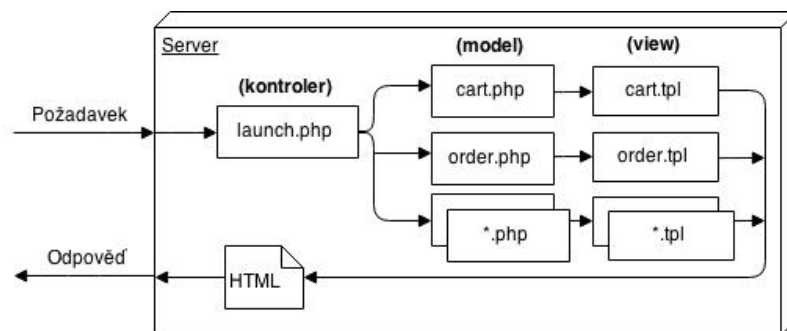 Server
(model)
(view)
(kontroler)
cart.php
cart.tpl
Požadavek
launch.php
order.php
order.tpl
*.php
*.tpl
Odpověď
HTML